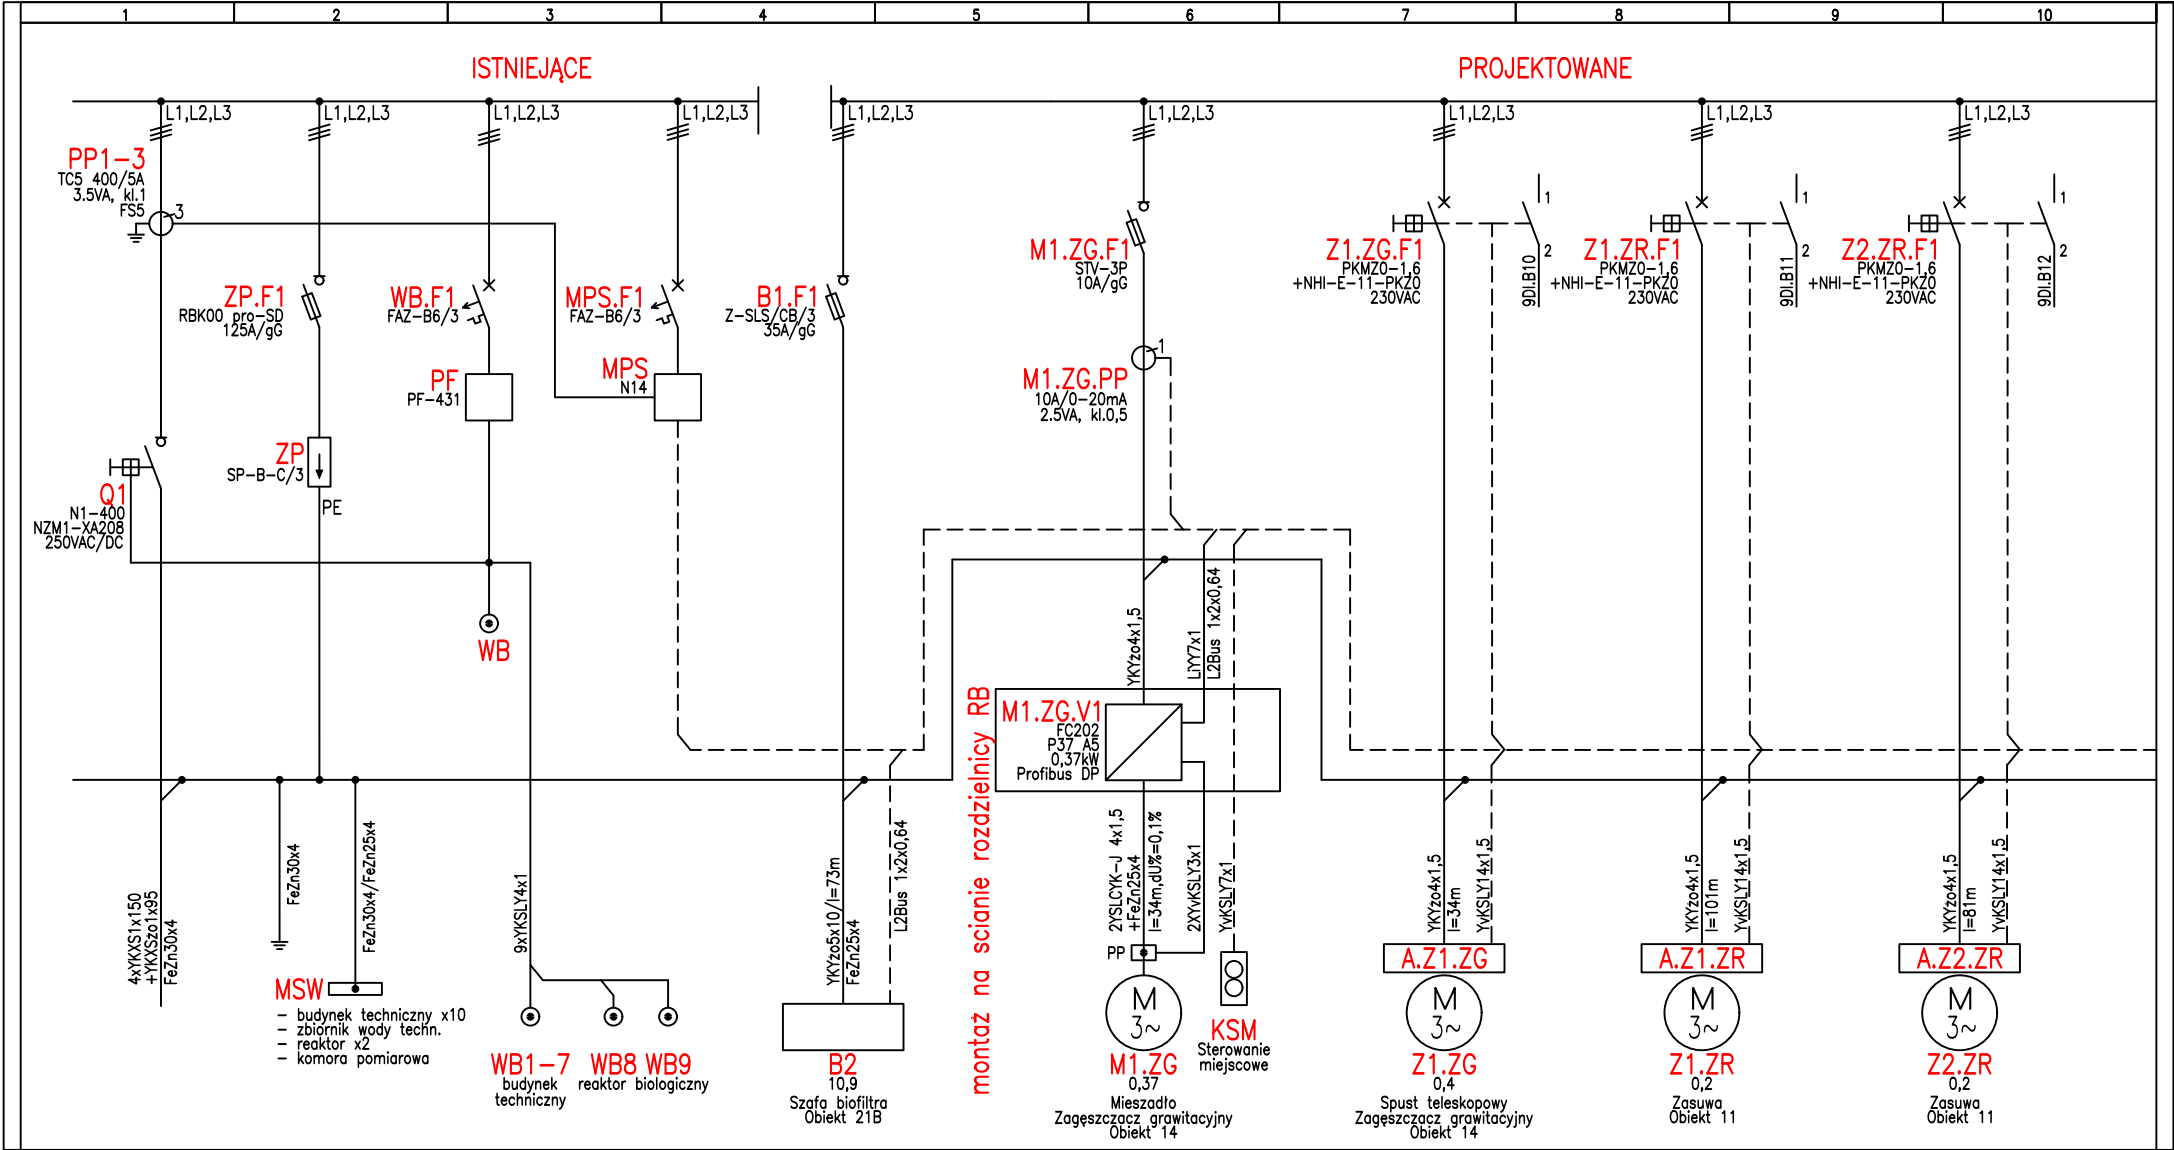 1 2 3 4 5 6 7 8 9 10
ISTNIEJĄCE
PROJEKTOWANE
L1,L2,L3
L1,L2,L3
L1,L2,L3
L1,L2,L3
L1,L2,L3
L1,L2,L3
L1,L2,L3
L1,L2,L3
L1,L2,L3
PP1-3
TC5 400/5A
3.5VA, kl.1
FS5
3
Q1
N1-400
NZM1-XA208
250VAC/DC
4xYKXS1x150
+YKXSżo1x95
FeZn30x4
ZP.F1
RBK00 pro-SD
125A/gG
ZP
SP-B-C/3
PE
FeZn30x4
FeZn30x4/FeZn25x4
MSW
- budynek techniczny x10
- zbiornik wody techn.
- reaktor x2
- komora pomiarowa
WB.F1
FAZ-B6/3
PF
PF-431
WB
9xYKSLY4x1
WB1-7
budynek
techniczny
WB8 WB9
reaktor biologiczny
MPS.F1
FAZ-B6/3
MPS
N14
B1.F1
Z-SLS/CB/3
35A/gG
YKYżo5x10/l=73m
FeZn25x4
L2Bus 1x2x0,64
B2
10,9
Szafa biofiltra
Obiekt 21B
montaż na scianie rozdzielnicy RB
M1.ZG.F1
STV-3P
10A/gG
1
M1.ZG.PP
10A/0-20mA
2.5VA, kl.0,5
YKYżo4x1,5
LiYY7x1
L2Bus 1x2x0,64
M1.ZG.V1
FC202
P37 A5
0,37kW
Profibus DP
2YSLCYK-J 4x1,5
+FeZn25x4
l=34m,dU%=0,1%
2XYvKSLY3x1
YvKSLY7x1
PP
M
3~
M1.ZG
0,37
Mieszadło
Zagęszczacz grawitacyjny
Obiekt 14
KSM
Sterowanie
miejscowe
Z1.ZG.F1
PKMZ0-1,6
+NHI-E-11-PKZ0
230VAC
1
2
9DI.B10
YKYżo4x1,5
l=34m
YvKSLY14x1,5
A.Z1.ZG
M
3~
Z1.ZG
0,4
Spust teleskopowy
Zagęszczacz grawitacyjny
Obiekt 14
Z1.ZR.F1
PKMZ0-1,6
+NHI-E-11-PKZ0
230VAC
1
2
9DI.B11
YKYżo4x1,5
l=101m
YvKSLY14x1,5
A.Z1.ZR
M
3~
Z1.ZR
0,2
Zasuwa
Obiekt 11
Z2.ZR.F1
PKMZ0-1,6
+NHI-E-11-PKZ0
230VAC
1
2
9DI.B12
YKYżo4x1,5
l=81m
YvKSLY14x1,5
A.Z2.ZR
M
3~
Z2.ZR
0,2
Zasuwa
Obiekt 11